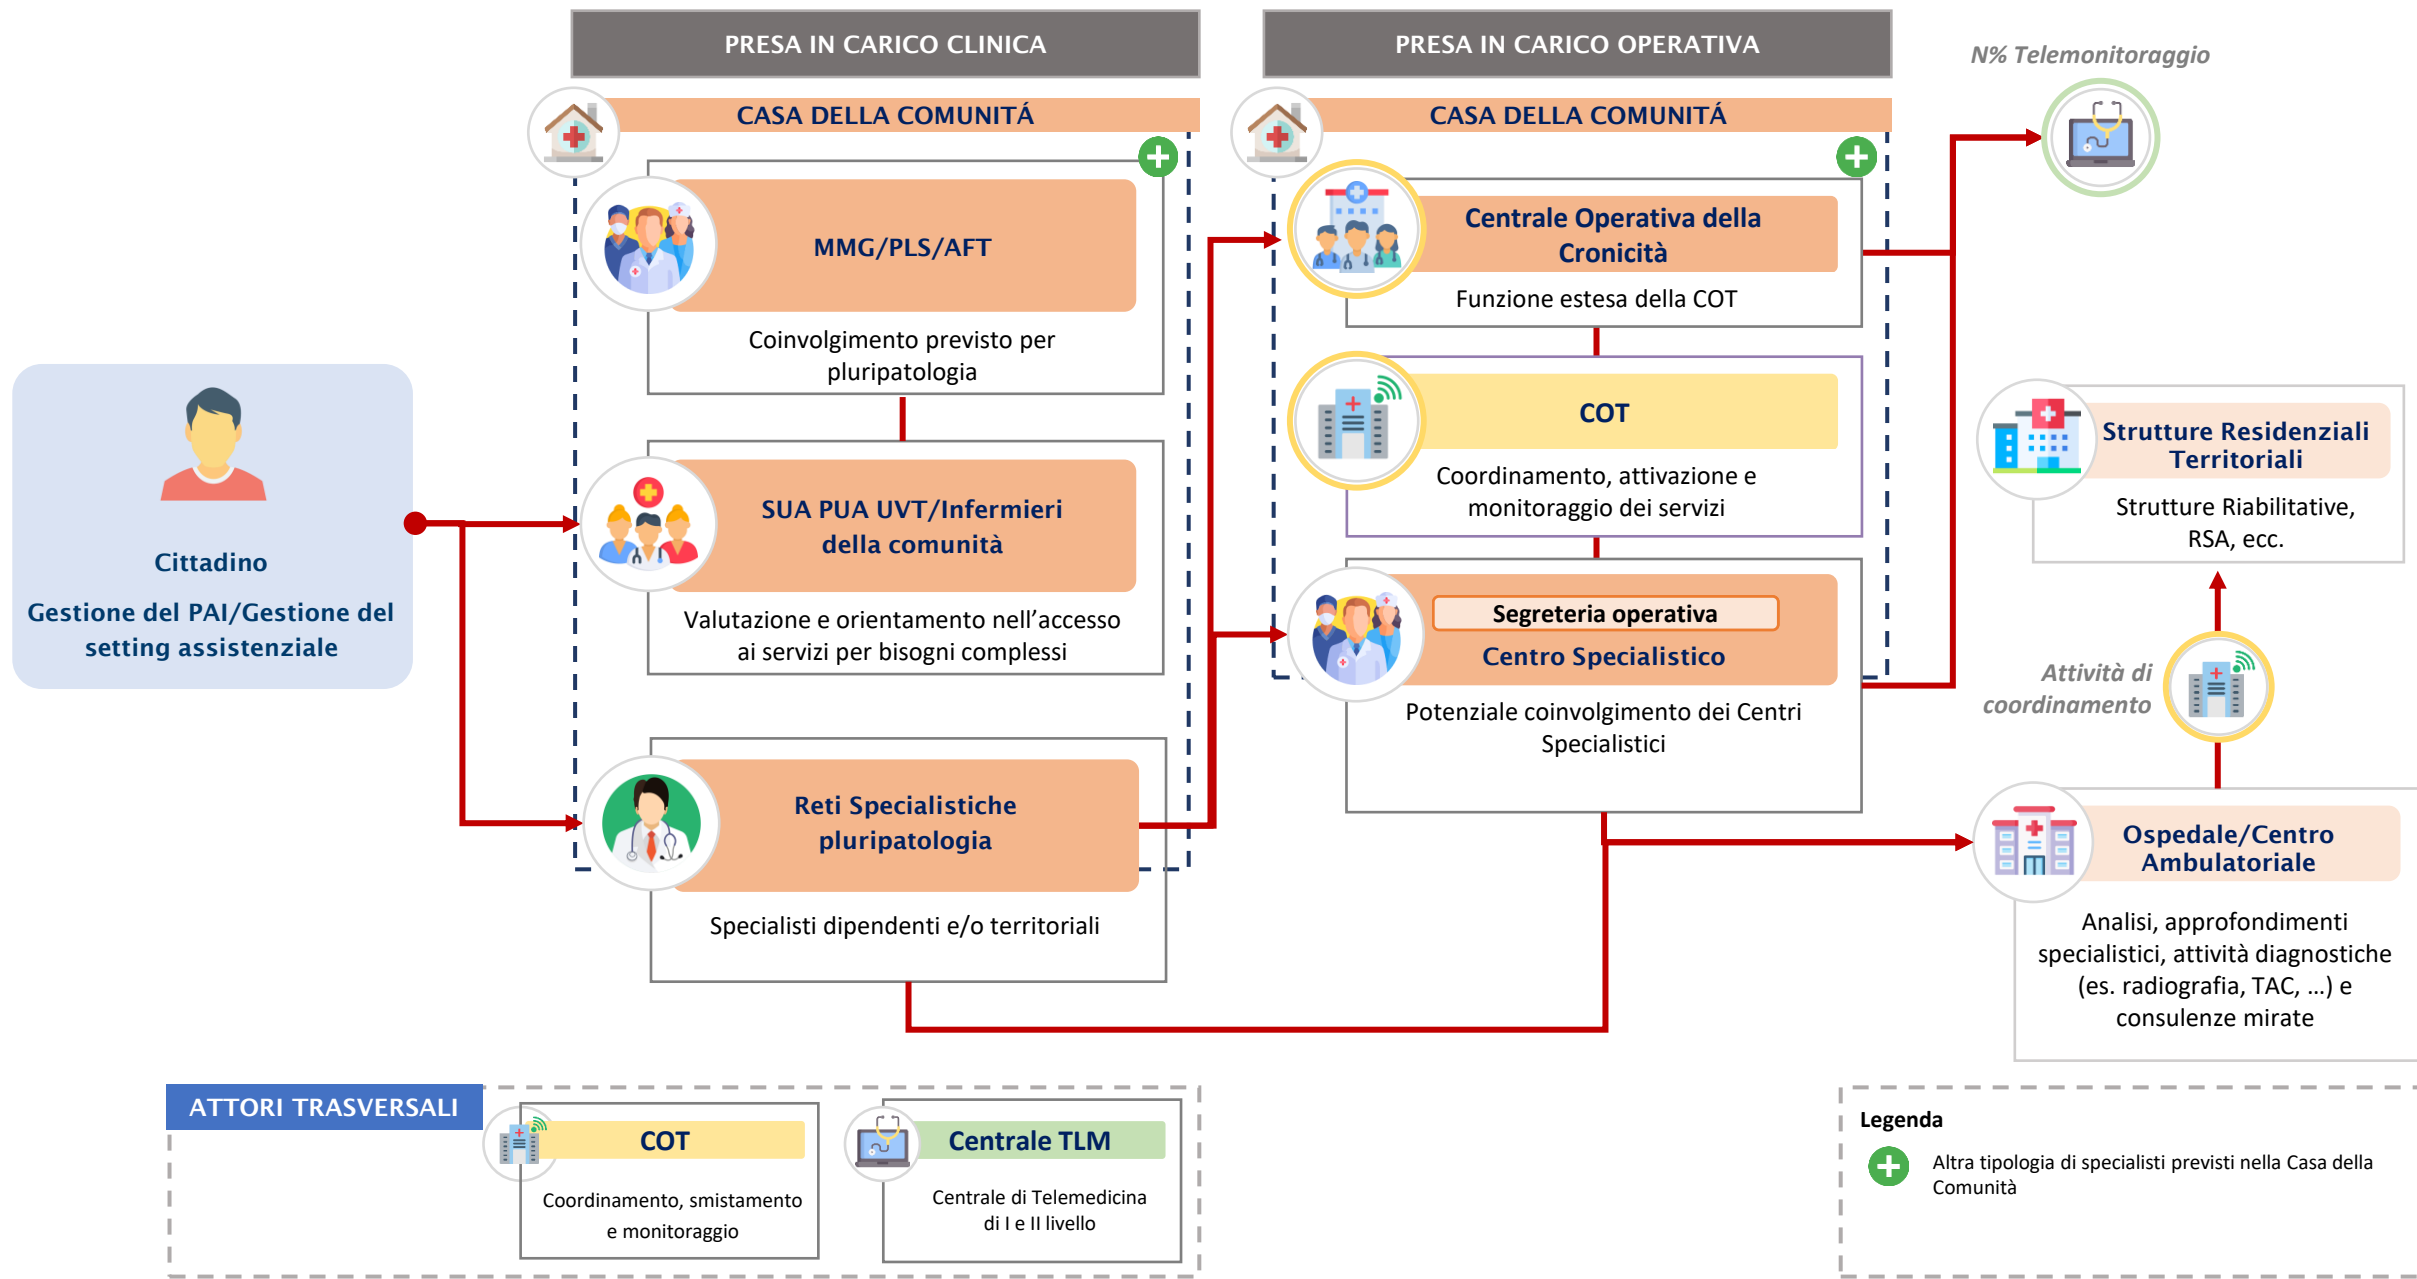 PRESA IN CARICO CLINICA
PRESA IN CARICO OPERATIVA
N% Telemonitoraggio
CASA DELLA COMUNITÁ
CASA DELLA COMUNITÁ
MMG/PLS/AFT
Coinvolgimento previsto per
pluripatologia
Centrale Operativa della
Cronicità
Funzione estesa della COT
COT
Coordinamento, attivazione e
monitoraggio dei servizi
Cittadino
Gestione del PAI/Gestione del
setting assistenziale
SUA PUA UVT/Infermieri
della comunità
Valutazione e orientamento nell’accesso
ai servizi per bisogni complessi
Segreteria operativa
Centro Specialistico
Potenziale coinvolgimento dei Centri
Specialistici
Strutture Residenziali
Territoriali
Strutture Riabilitative,
RSA, ecc.
Attività di
coordinamento
Reti Specialistiche
pluripatologia
Specialisti dipendenti e/o territoriali
Ospedale/Centro
Ambulatoriale
Analisi, approfondimenti
specialistici, attività diagnostiche
(es. radiografia, TAC, …) e
consulenze mirate
ATTORI TRASVERSALI
COT
Coordinamento, smistamento
e monitoraggio
Centrale TLM
Centrale di Telemedicina
di I e II livello
Legenda
Altra tipologia di specialisti previsti nella Casa della
Comunità